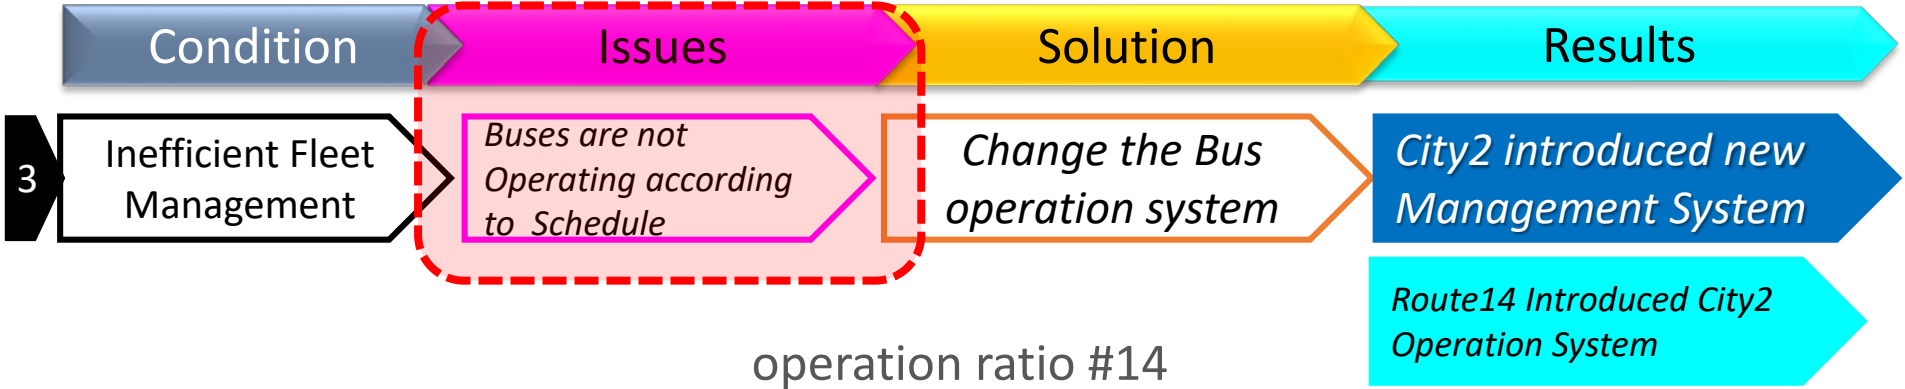 Condition
Issues
Solution
Results
3
Inefficient Fleet
Management
Buses are not
Operating according
to Schedule
Change the Bus
operation system
City2 introduced new
Management System
Route14 Introduced City2
Operation System
operation ratio #14